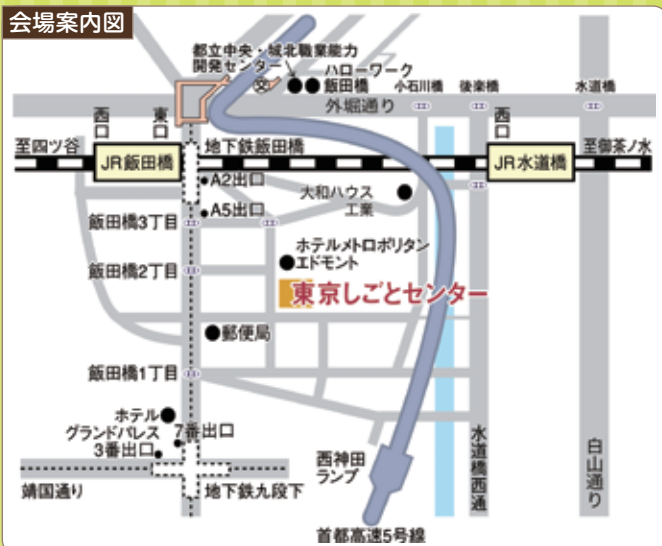 会場案内図
都立中央・城北職業能力
開発センター
ハローワーク
飯田橋
小石川橋
後楽橋
水道橋
外堀通り
西口
東口
西口
至四ツ谷
JR飯田橋
地下鉄飯田橋
JR水道橋
至御茶ノ水
A2出口
大和ハウス
工業
A5出口
飯田橋3丁目
ホテルメトロポリタン
エドモント
飯田橋2丁目
東京しごとセンター
郵便局
飯田橋1丁目
ホテル
グランドパレス
7番出口
3番出口
西神田
ランプ
水道橋西通
白山通り
靖国通り
地下鉄九段下
首都高速5号線